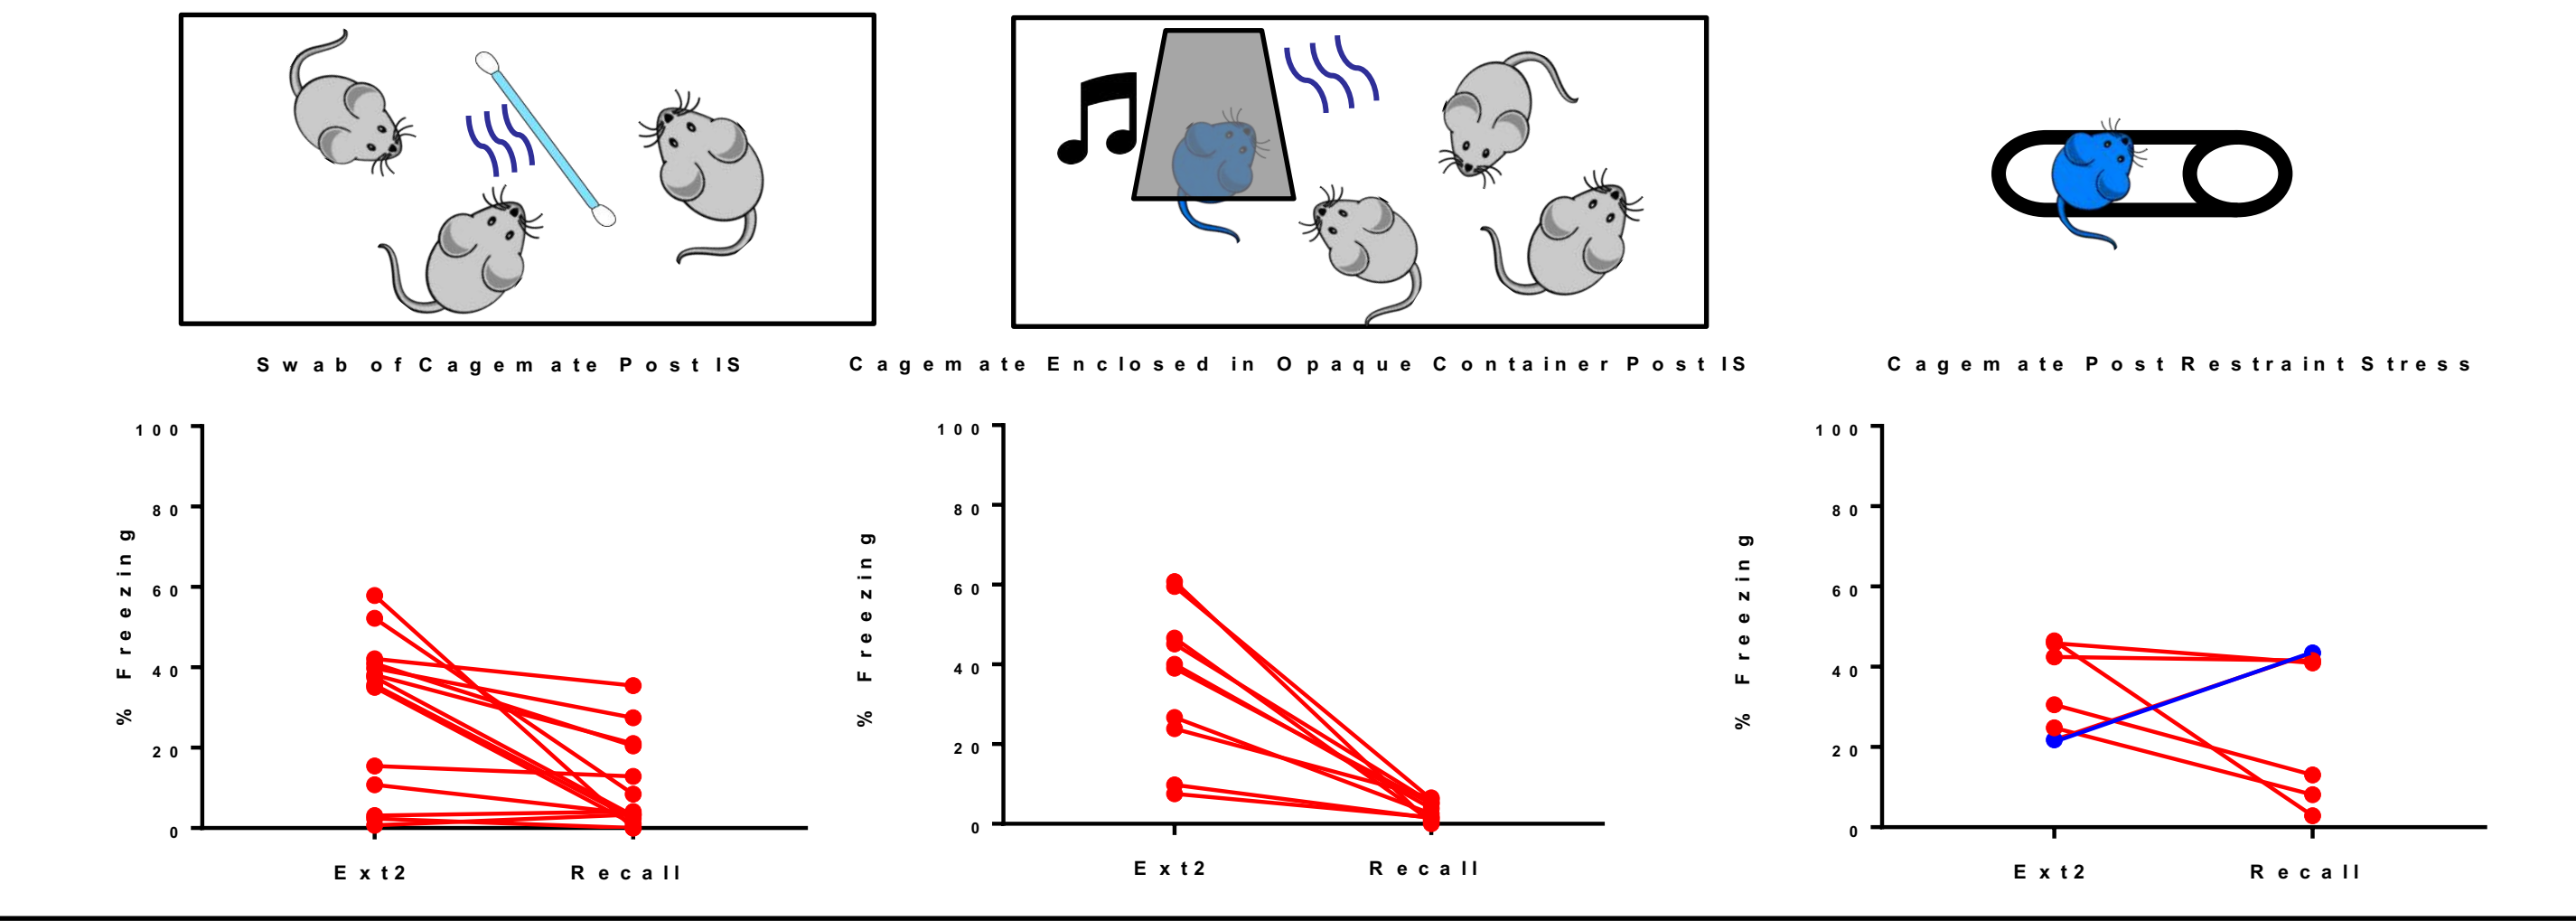 Swab of Cagemate Post IS
Cagemate Enclosed in Opaque Container Post IS
Cagemate Post Restraint Stress
100
80
60
40
20
0
% Freezing
Ext2
Recall
100
80
60
40
20
0
% Freezing
Ext2
Recall
100
80
60
40
20
0
% Freezing
Ext2
Recall